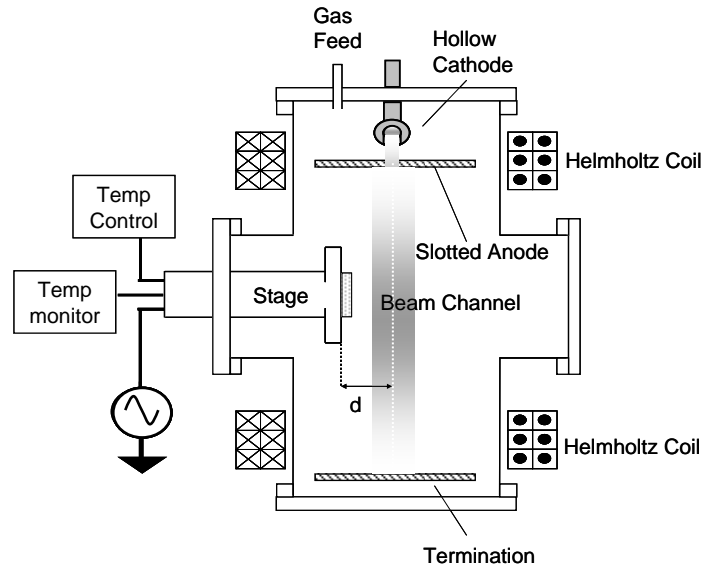 Gas
Feed
Hollow
Cathode
Helmholtz Coil
Temp
Control
Slotted Anode
Temp
monitor
Stage
Beam Channel
d
Helmholtz Coil
Termination